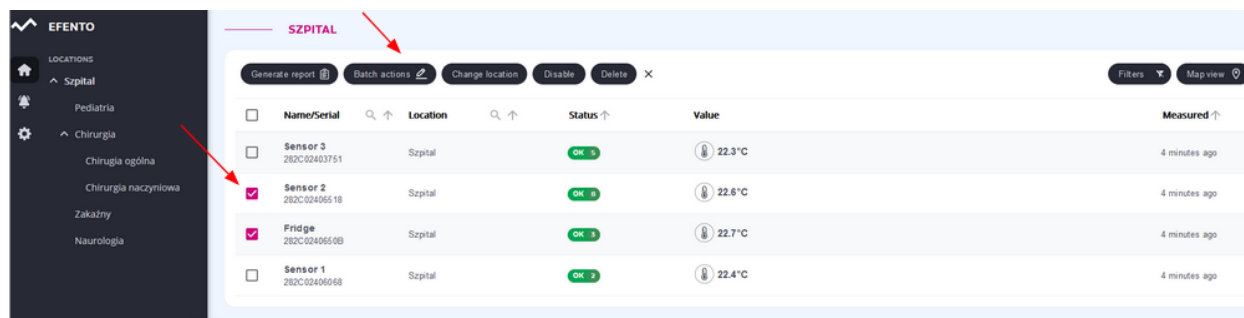 EFENTO
LOCATIONS
Szpital
Pediatria
Chirurgia
Chirugia ogólna
Chirurgia naczyniowa
Zakaźny
Naurologia
SZPITAL
Generate report Batch actions Change location Disable Delete × Filters Map view
Name/Serial Location Status Value Measured
Sensor 3
282C02403751 Szpital OK 5 22.3°C 4 minutes ago
Sensor 2
282C02406518 Szpital OK 8 22.6°C 4 minutes ago
Fridge
282C0240650B Szpital OK 3 22.7°C 4 minutes ago
Sensor 1
282C02406068 Szpital OK 2 22.4°C 4 minutes ago